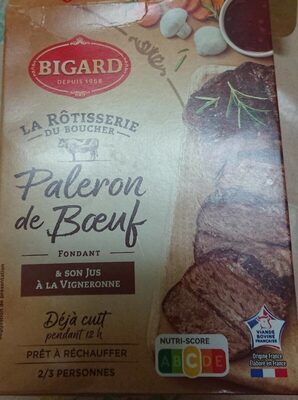 BIGARD
DEPUIS 1968
LA RÔTISSERIE
DU BOUCHER
Paleron
de Bœuf
FONDANT
& SON JUS
À LA VIGNERONNE
Déjà cuit
pendant 12 h
PRÊT À RÉCHAUFFER
2/3 PERSONNES
NUTRI-SCORE
A B C D E
VIANDE
BOVINE
FRANÇAISE
Origine France
Élaboré en France